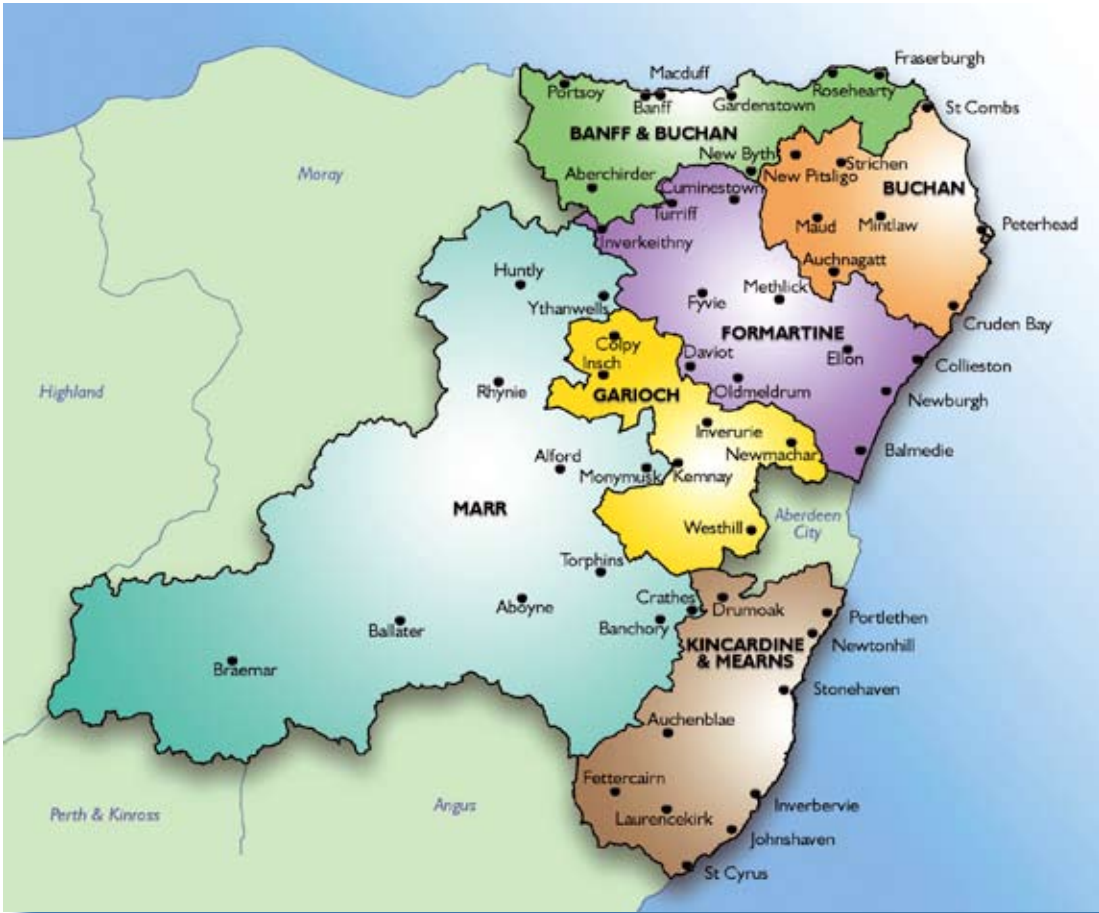 Fraserburgh
Macduff
Portsoy
Banff
Gardenstown
Rosehearty
St Combs
BANFF & BUCHAN
New Byth
Strichen
Moray
Aberchirder
Cuminestown
New Pitsligo
BUCHAN
Turriff
Maud
Mintlaw
Peterhead
Inverkeithny
Huntly
Auchnagatt
Ythanwells
Fyvie
Methlick
Cruden Bay
FORMARTINE
Colpy
Daviot
Ellon
Collieston
Insch
Highland
Rhynie
GARIOCH
Oldmeldrum
Newburgh
Inverurie
Alford
Newmachar
Balmedie
Monymusk
Kemnay
MARR
Westhill
Aberdeen
City
Torphins
Crathes
Drumoak
Aboyne
Portlethen
Ballater
Banchory
KINCARDINE
& MEARNS
Newtonhill
Braemar
Stonehaven
Auchenblae
Fettercairn
Perth & Kinross
Angus
Laurencekirk
Inverbervie
Johnshaven
St Cyrus